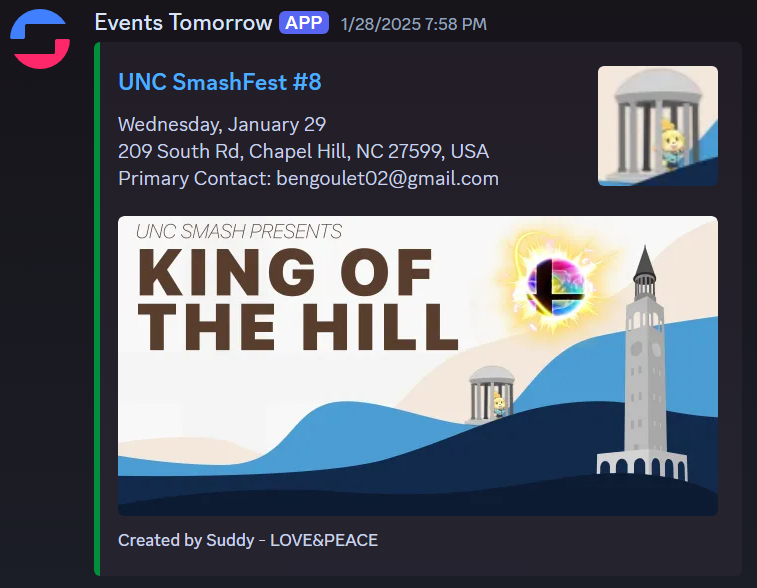 Events Tomorrow APP 1/28/2025 7:58 PM
UNC SmashFest #8
Wednesday, January 29
209 South Rd, Chapel Hill, NC 27599, USA
Primary Contact: bengoulet02@gmail.com
UNC SMASH PRESENTS
KING OF
THE HILL
Created by Suddy - LOVE&PEACE